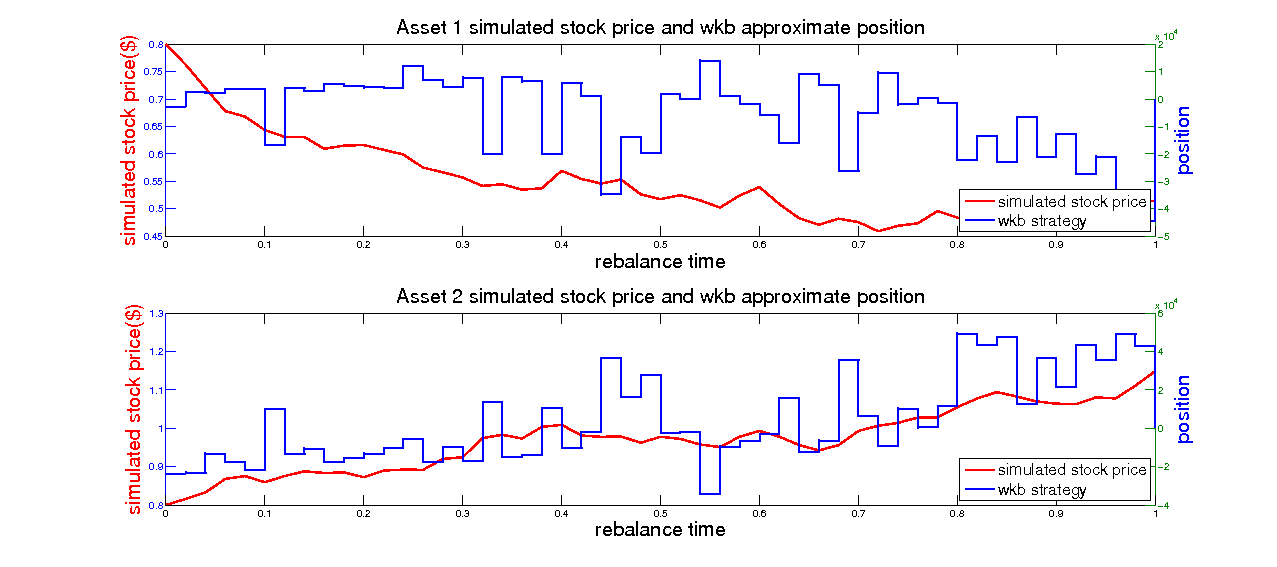 Asset 1 simulated stock price and wkb approximate position
x 10^4
simulated stock price($)
0.8
0.75
0.7
0.65
0.6
0.55
0.5
0.45
2
1
0
−1
−2
−3
−4
−5
position
simulated stock price
wkb strategy
0 0.1 0.2 0.3 0.4 0.5 0.6 0.7 0.8 0.9 1
rebalance time
Asset 2 simulated stock price and wkb approximate position
x 10^4
simulated stock price($)
1.3
1.2
1.1
1
0.9
0.8
6
4
2
0
−2
−4
position
simulated stock price
wkb strategy
0 0.1 0.2 0.3 0.4 0.5 0.6 0.7 0.8 0.9 1
rebalance time